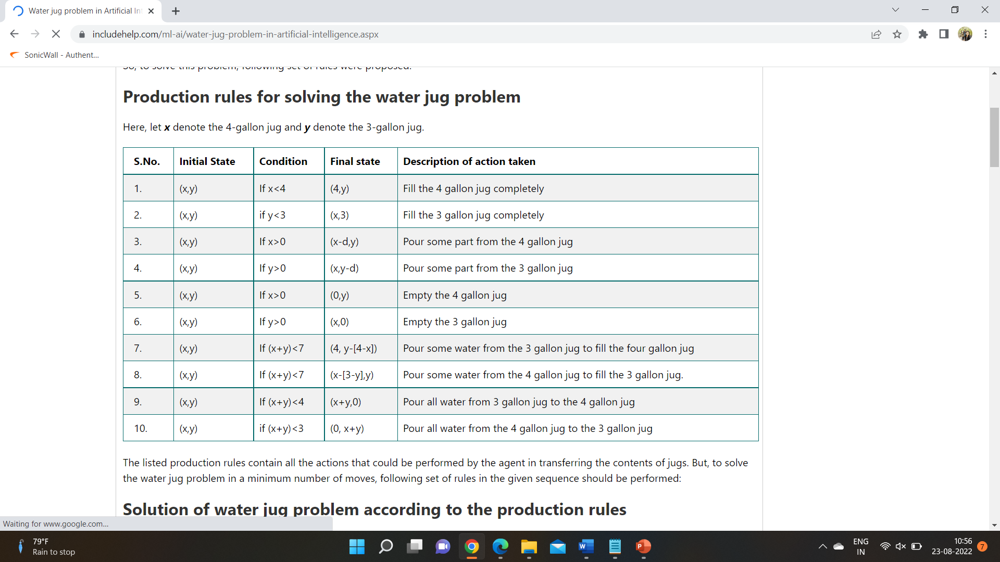 Water jug problem in Artificial In
includehelp.com/ml-ai/water-jug-problem-in-artificial-intelligence.aspx
SonicWall - Authent...
So, to solve this problem, following set of rules were proposed.
Production rules for solving the water jug problem
Here, let x denote the 4-gallon jug and y denote the 3-gallon jug.
S.No. Initial State Condition Final state Description of action taken
1. (x,y) If x<4 (4,y) Fill the 4 gallon jug completely
2. (x,y) if y<3 (x,3) Fill the 3 gallon jug completely
3. (x,y) If x>0 (x-d,y) Pour some part from the 4 gallon jug
4. (x,y) If y>0 (x,y-d) Pour some part from the 3 gallon jug
5. (x,y) If x>0 (0,y) Empty the 4 gallon jug
6. (x,y) If y>0 (x,0) Empty the 3 gallon jug
7. (x,y) If (x+y)<7 (4, y-[4-x]) Pour some water from the 3 gallon jug to fill the four gallon jug
8. (x,y) If (x+y)<7 (x-[3-y],y) Pour some water from the 4 gallon jug to fill the 3 gallon jug.
9. (x,y) If (x+y)<4 (x+y,0) Pour all water from 3 gallon jug to the 4 gallon jug
10. (x,y) if (x+y)<3 (0, x+y) Pour all water from the 4 gallon jug to the 3 gallon jug
The listed production rules contain all the actions that could be performed by the agent in transferring the contents of jugs. But, to solve
the water jug problem in a minimum number of moves, following set of rules in the given sequence should be performed:
Solution of water jug problem according to the production rules
Waiting for www.google.com...
79°F
Rain to stop
W
P
ENG
IN
10:56
23-08-2022
7